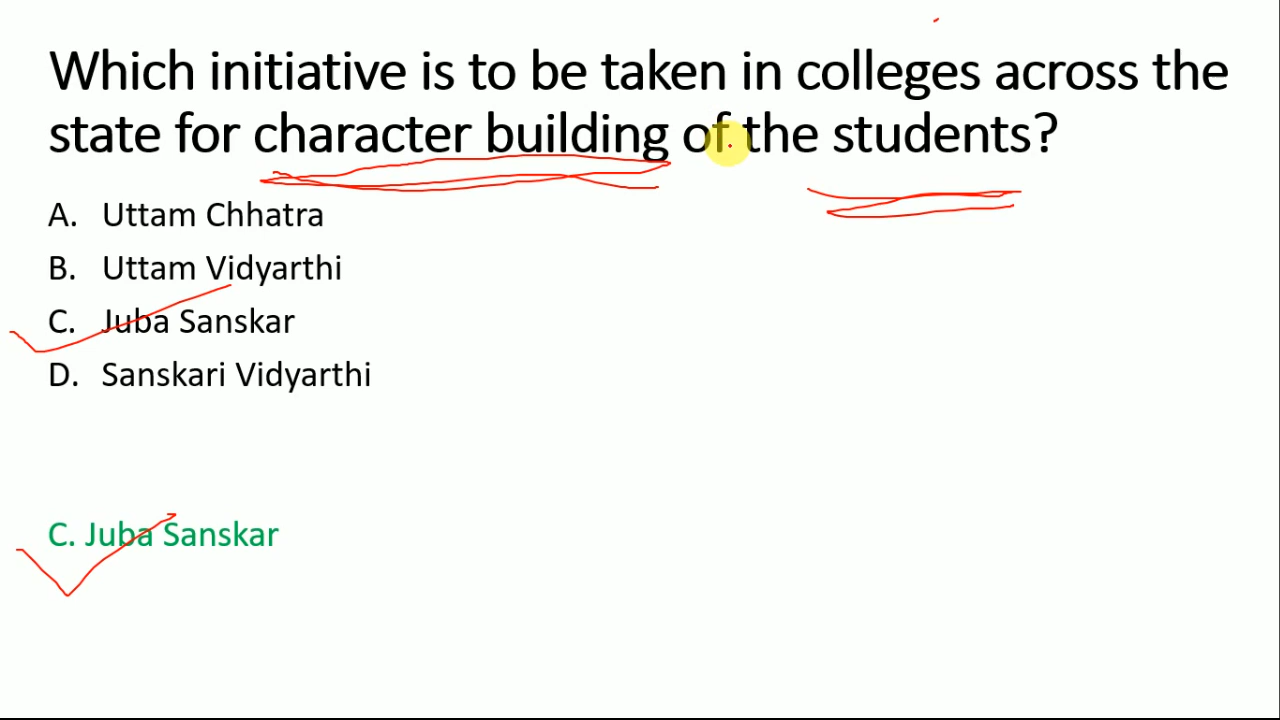 Which initiative is to be taken in colleges across the
state for character building of the students?
A. Uttam Chhatra
B. Uttam Vidyarthi
C. Juba Sanskar
D. Sanskari Vidyarthi
C. Juba Sanskar